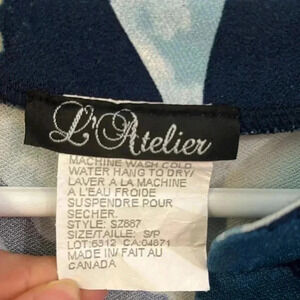 L'Atelier
MACHINE WASH COLD
WATER HANG TO DRY/
LAVER A LA MACHINE
A L'EAU FROIDE
SUSPENDRE POUR
SECHER.
STYLE: SZ687
SIZE/TAILLE: S/P
LOT:6312 CA:04871
MADE IN/ FAIT AU
CANADA